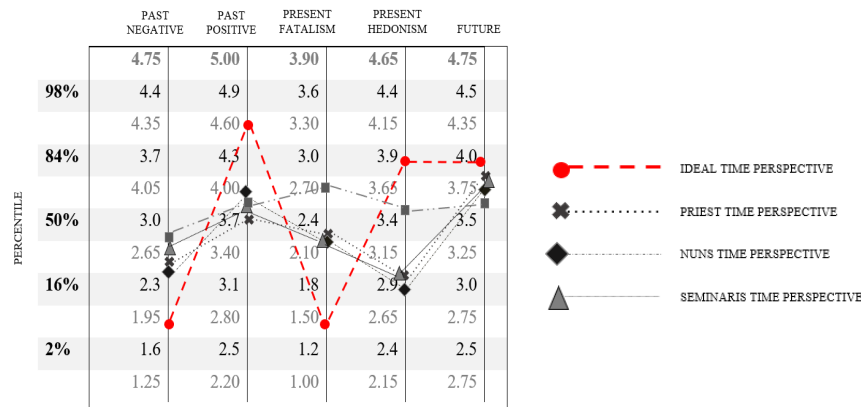 PAST NEGATIVE PAST POSITIVE PRESENT FATALISM PRESENT HEDONISM FUTURE
4.75 5.00 3.90 4.65 4.75
98% 4.4 4.9 3.6 4.4 4.5
4.35 4.60 3.30 4.15 4.35
84% 3.7 4.3 3.0 3.9 4.0
4.05 4.00 2.70 3.65 3.75
50% 3.0 3.7 2.4 3.4 3.5
2.65 3.40 2.10 3.15 3.25
16% 2.3 3.1 1.8 2.9 3.0
1.95 2.80 1.50 2.65 2.75
2% 1.6 2.5 1.2 2.4 2.5
1.25 2.20 1.00 2.15 2.75
PERCENTILE
IDEAL TIME PERSPECTIVE
PRIEST TIME PERSPECTIVE
NUNS TIME PERSPECTIVE
SEMINARIS TIME PERSPECTIVE